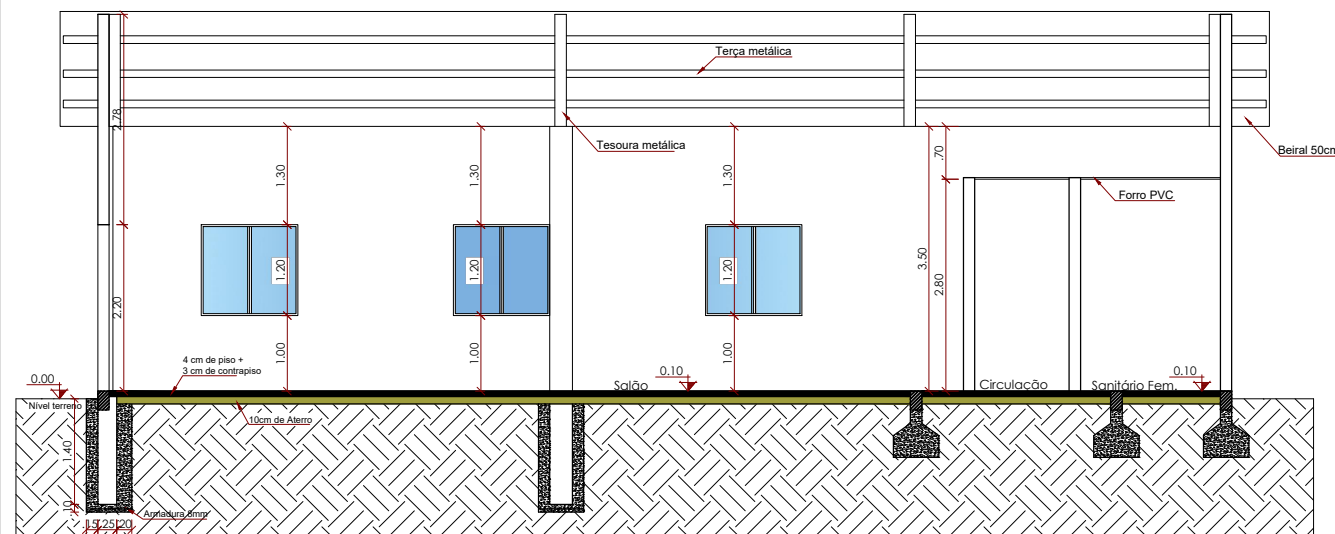 Terça metálica
2.78
Tesoura metálica
Beiral 50cm
1.30
1.30
1.30
.70
Forro PVC
1.20
1.20
1.20
3.50
2.80
2.20
1.00
1.00
1.00
4 cm de piso +
3 cm de contrapiso
0.00
Nível terreno
Salão
0.10
Circulação
Sanitário Fem.
0.10
10cm de Aterro
1.40
.10
Armadura 8mm
15
25
20